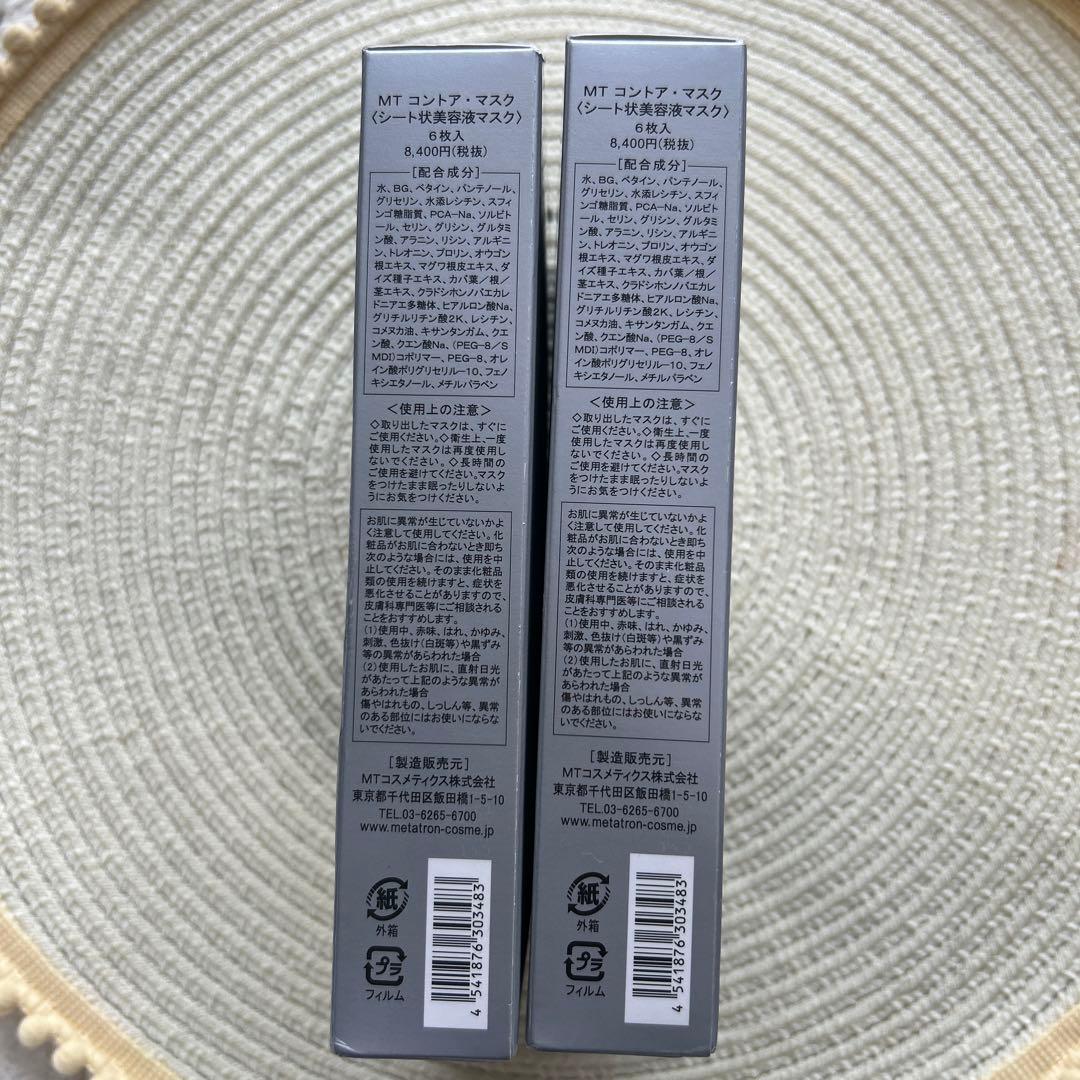 MT コントア・マスク
〈シート状美容液マスク〉
6枚入
8,400円(税抜)
［配合成分］
水、BG、ベタイン、パンテノール、
グリセリン、水添レシチン、スフィ
ンゴ糖脂質、PCA-Na、ソルビト
ール、セリン、グリシン、グルタミ
ン酸、アラニン、リシン、アルギニ
ン、トレオニン、プロリン、オウゴン
根エキス、マグワ根皮エキス、ダ
イズ種子エキス、カバ葉／根／
茎エキス、クラドシホンノバエカレ
ドニアエ多糖体、ヒアルロン酸Na、
グリチルリチン酸2K、レシチン、
コメヌカ油、キサンタンガム、クエ
ン酸、クエン酸Na、(PEG-8／S
MDI)コポリマー、PEG-8、オレ
イン酸ポリグリセリル-10、フェノ
キシエタノール、メチルパラベン
＜使用上の注意＞
◇取り出したマスクは、すぐに
ご使用ください。◇衛生上、一度
使用したマスクは再度使用し
ないでください。◇長時間の
ご使用を避けてください。マスク
をつけたまま眠ったりしないよ
うにお気をつけください。
お肌に異常が生じていないかよ
く注意して使用してください。化
粧品がお肌に合わないとき即ち
次のような場合には、使用を中
止してください。そのまま化粧品
類の使用を続けますと、症状を
悪化させることがありますので、
皮膚科専門医等にご相談される
ことをおすすめします。
(1)使用中、赤味、はれ、かゆみ、
刺激、色抜け(白斑等)や黒ずみ
等の異常があらわれた場合
(2)使用したお肌に、直射日光
があたって上記のような異常が
あらわれた場合
傷やはれもの、しっしん等、異常
のある部位にはお使いにならな
いでください。
［製造販売元］
MTコスメティクス株式会社
東京都千代田区飯田橋1-5-10
TEL.03-6265-6700
www.metatron-cosme.jp
紙
外箱
プラ
フィルム
4 541876 303483
MT コントア・マスク
〈シート状美容液マスク〉
6枚入
8,400円(税抜)
［配合成分］
水、BG、ベタイン、パンテノール、
グリセリン、水添レシチン、スフィ
ンゴ糖脂質、PCA-Na、ソルビト
ール、セリン、グリシン、グルタミ
ン酸、アラニン、リシン、アルギニ
ン、トレオニン、プロリン、オウゴン
根エキス、マグワ根皮エキス、ダ
イズ種子エキス、カバ葉／根／
茎エキス、クラドシホンノバエカレ
ドニアエ多糖体、ヒアルロン酸Na、
グリチルリチン酸2K、レシチン、
コメヌカ油、キサンタンガム、クエ
ン酸、クエン酸Na、(PEG-8／S
MDI)コポリマー、PEG-8、オレ
イン酸ポリグリセリル-10、フェノ
キシエタノール、メチルパラベン
＜使用上の注意＞
◇取り出したマスクは、すぐに
ご使用ください。◇衛生上、一度
使用したマスクは再度使用し
ないでください。◇長時間の
ご使用を避けてください。マスク
をつけたまま眠ったりしないよ
うにお気をつけください。
お肌に異常が生じていないかよ
く注意して使用してください。化
粧品がお肌に合わないとき即ち
次のような場合には、使用を中
止してください。そのまま化粧品
類の使用を続けますと、症状を
悪化させることがありますので、
皮膚科専門医等にご相談される
ことをおすすめします。
(1)使用中、赤味、はれ、かゆみ、
刺激、色抜け(白斑等)や黒ずみ
等の異常があらわれた場合
(2)使用したお肌に、直射日光
があたって上記のような異常が
あらわれた場合
傷やはれもの、しっしん等、異常
のある部位にはお使いにならな
いでください。
［製造販売元］
MTコスメティクス株式会社
東京都千代田区飯田橋1-5-10
TEL.03-6265-6700
www.metatron-cosme.jp
紙
外箱
プラ
フィルム
4 541876 303483